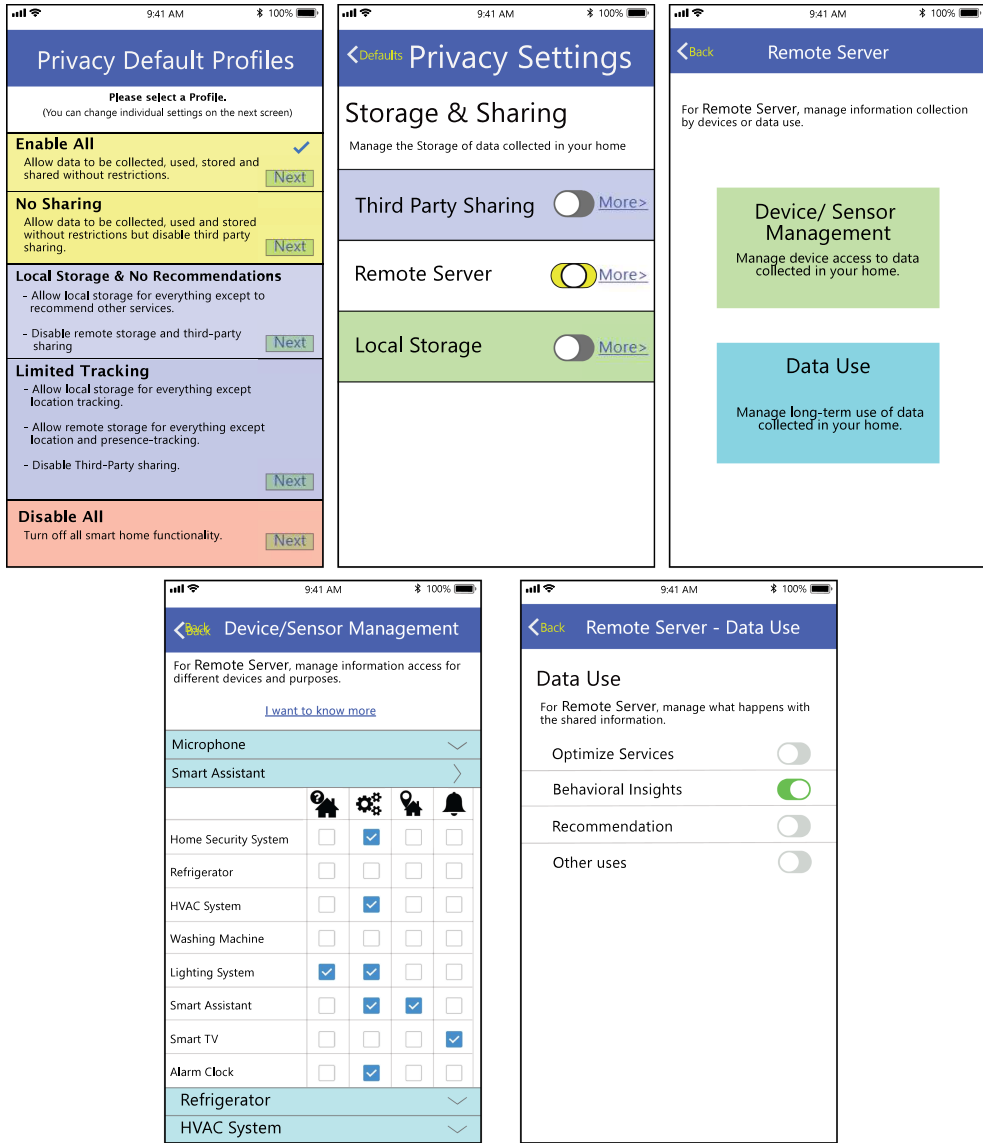 9:41 AM 100%
Privacy Default Profiles
Please select a Profile.
(You can change individual settings on the next screen)
Enable All
Allow data to be collected, used, stored and
shared without restrictions.
Next
No Sharing
Allow data to be collected, used and stored
without restrictions but disable third party
sharing.
Next
Local Storage & No Recommendations
- Allow local storage for everything except to
recommend other services.
- Disable remote storage and third-party
sharing
Next
Limited Tracking
- Allow local storage for everything except
location tracking.
- Allow remote storage for everything except
location and presence-tracking.
- Disable Third-Party sharing.
Next
Disable All
Turn off all smart home functionality.
Next
9:41 AM 100%
Defaults Privacy Settings
Storage & Sharing
Manage the Storage of data collected in your home
Third Party Sharing More>
Remote Server More>
Local Storage More>
9:41 AM 100%
Back Remote Server
For Remote Server, manage information collection
by devices or data use.
Device/ Sensor
Management
Manage device access to data
collected in your home.
Data Use
Manage long-term use of data
collected in your home.
9:41 AM 100%
Back Back Device/Sensor Management
For Remote Server, manage information access for
different devices and purposes.
I want to know more
Microphone
Smart Assistant
?
Home Security System
Refrigerator
HVAC System
Washing Machine
Lighting System
Smart Assistant
Smart TV
Alarm Clock
Refrigerator
HVAC System
9:41 AM 100%
Back Remote Server - Data Use
Data Use
For Remote Server, manage what happens with
the shared information.
Optimize Services
Behavioral Insights
Recommendation
Other uses